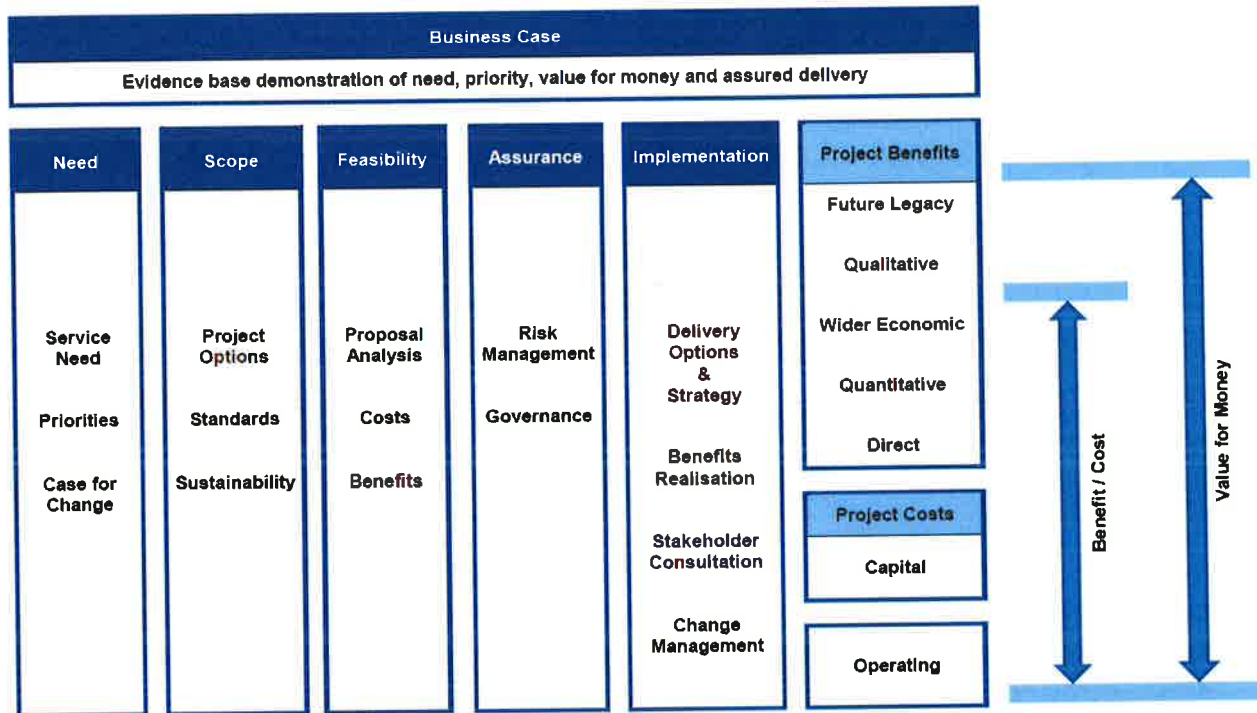 Business Case
Evidence base demonstration of need, priority, value for money and assured delivery
Need
Service
Need
Priorities
Case for
Change
Scope
Project
Options
Standards
Sustainability
Feasibility
Proposal
Analysis
Costs
Benefits
Assurance
Risk
Management
Governance
Implementation
Delivery
Options
&
Strategy
Benefits
Realisation
Stakeholder
Consultation
Change
Management
Project Benefits
Future Legacy
Qualitative
Wider Economic
Quantitative
Direct
Project Costs
Capital
Operating
Benefit / Cost
Value for Money